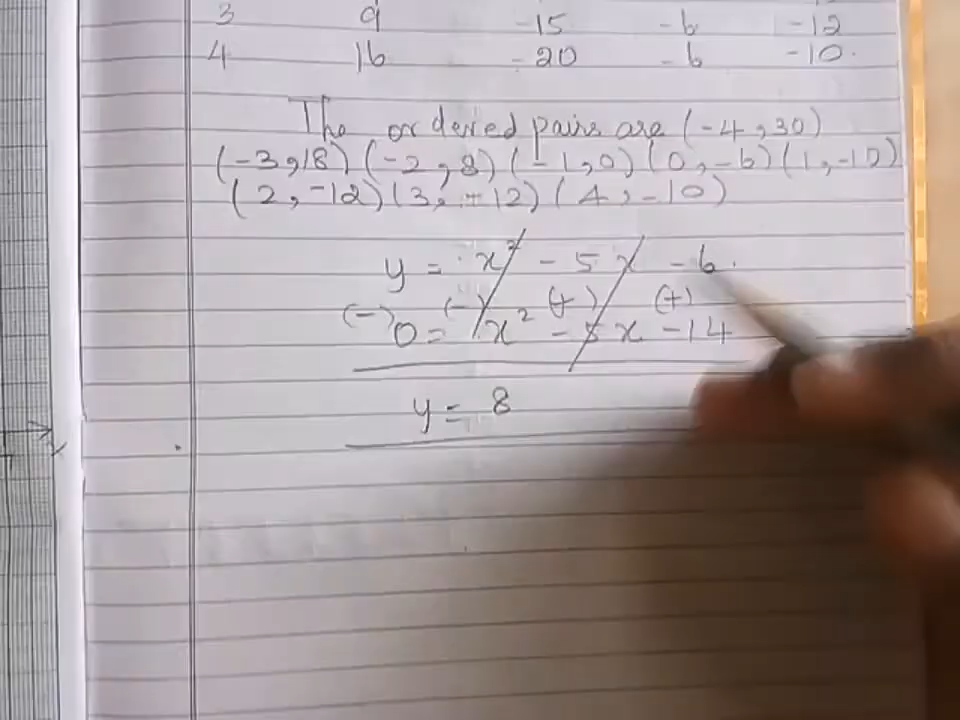 3 9 -15 -6 -12
4 16 -20 -6 -10.
The ordered pairs are (-4,30)
(-3,18) (-2,8) (-1,0) (0,-6) (1,-10)
(2,-12) (3,-12) (4,-10)
y = x² - 5x - 6.
(-) (-) (+) (+)
0 = x² - 5x - 14
y = 8